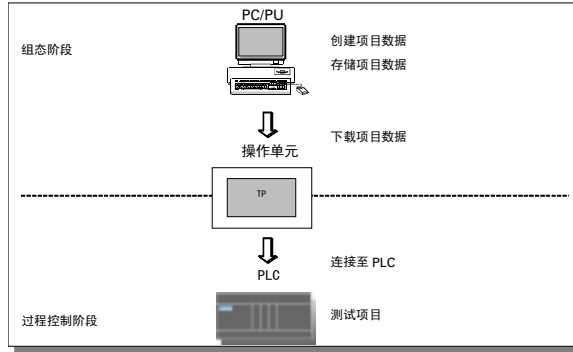 PC/PU
组态阶段
创建项目数据
存储项目数据
下载项目数据
操作单元
TP
连接至 PLC
PLC
过程控制阶段
测试项目